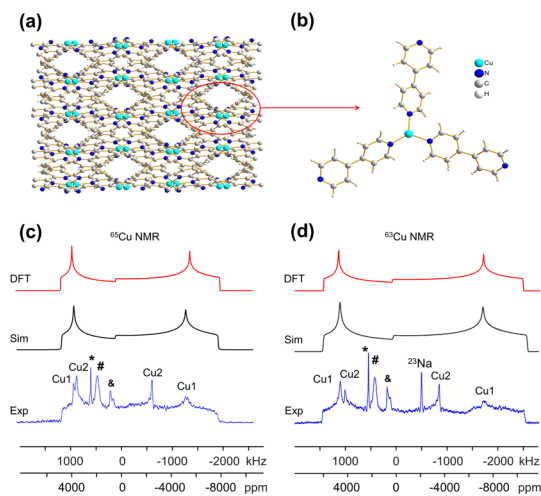 (a)
(b)
Cu
N
C
H
(c)
⁶⁵Cu NMR
DFT
Sim
Cu1
Cu2
*
#
&
Cu2
Cu1
Exp
1000 0 -1000 -2000 kHz
4000 0 -4000 -8000 ppm
(d)
⁶³Cu NMR
DFT
Sim
Cu1
Cu2
*
#
&
²³Na
Cu2
Cu1
Exp
1000 0 -1000 -2000 kHz
4000 0 -4000 -8000 ppm